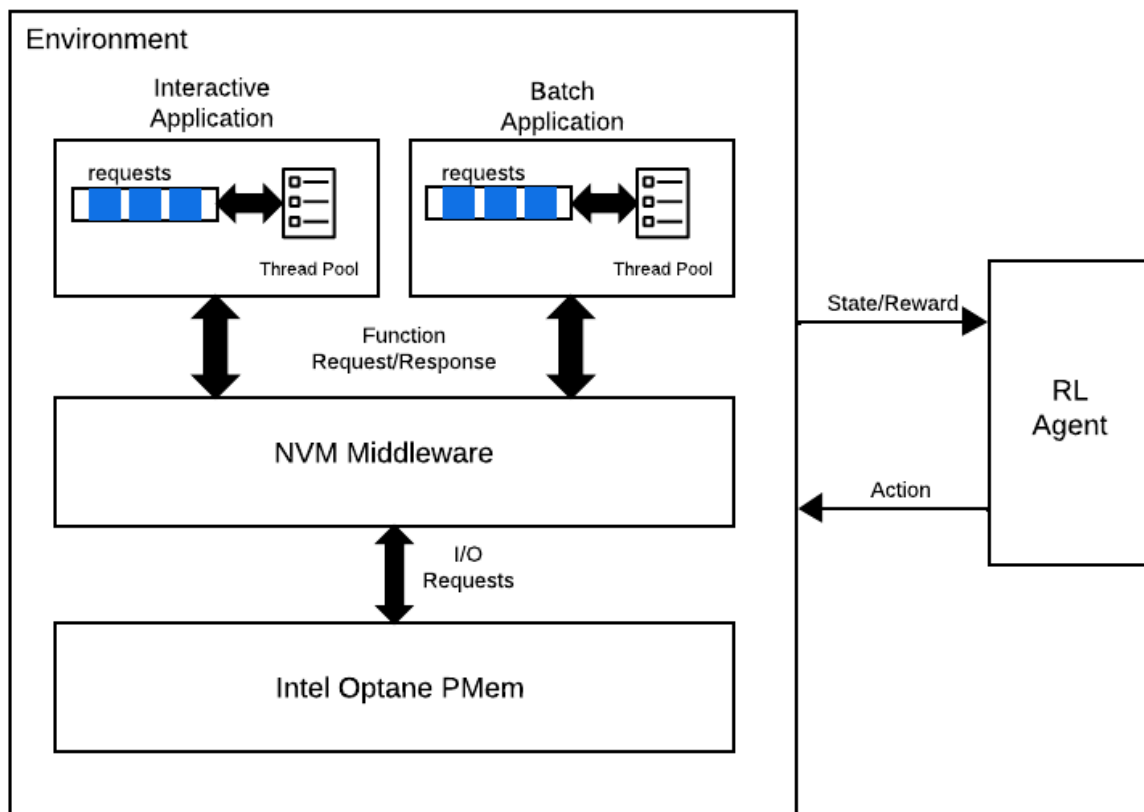 Environment
Interactive
Application
Batch
Application
requests
requests
Thread Pool
Thread Pool
Function
Request/Response
NVM Middleware
I/O
Requests
Intel Optane PMem
State/Reward
RL
Agent
Action